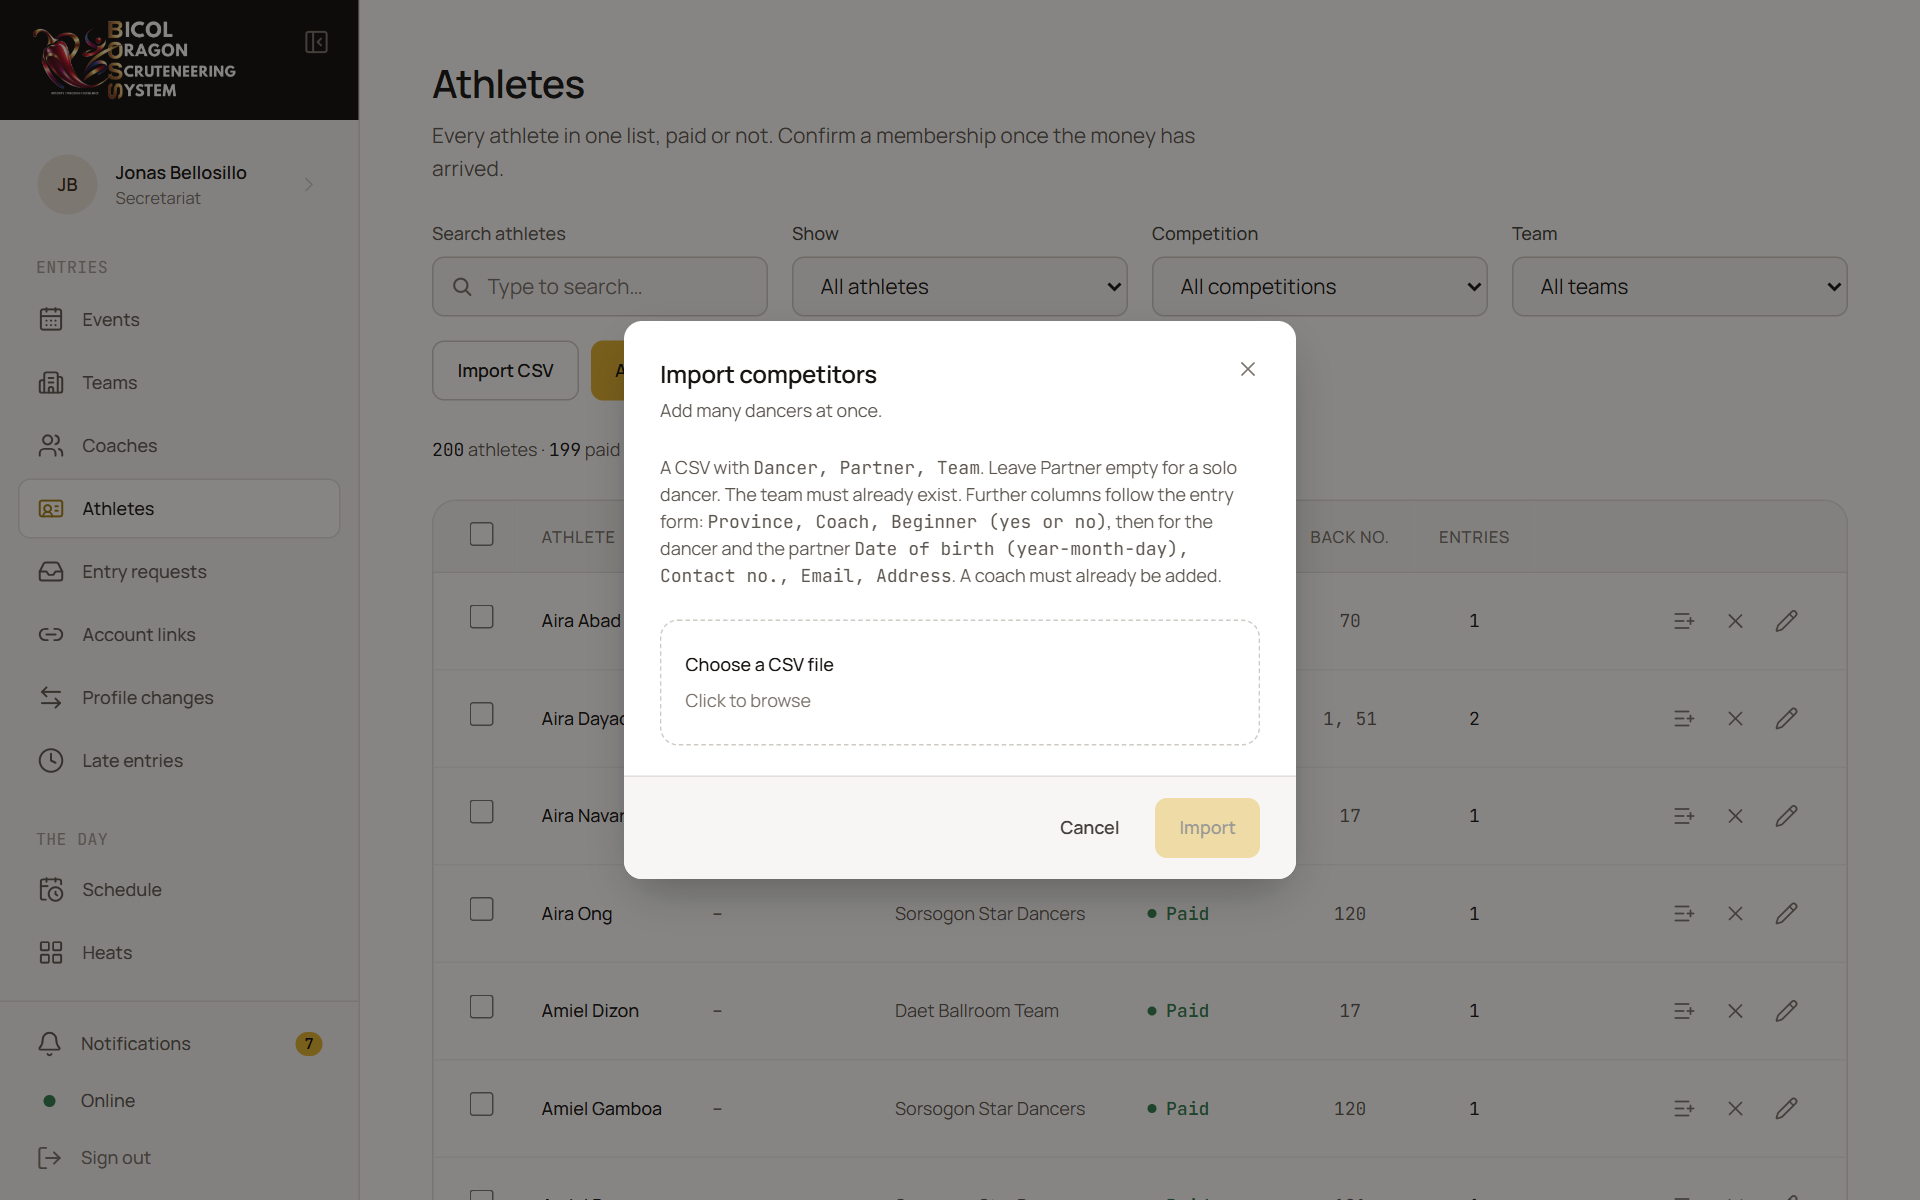 BICOL
DRAGON
SCRUTENEERING
SYSTEM
JB
Jonas Bellosillo
Secretariat
ENTRIES
Events
Teams
Coaches
Athletes
Entry requests
Account links
Profile changes
Late entries
THE DAY
Schedule
Heats
Notifications 7
Online
Sign out
Athletes
Every athlete in one list, paid or not. Confirm a membership once the money has
arrived.
Search athletes Show Competition Team
Type to search... All athletes All competitions All teams
Import CSV A
200 athletes · 199 paid
ATHLETE BACK NO. ENTRIES
Aira Abad 70 1
Aira Dayao 1, 51 2
Aira Navar 17 1
Aira Ong – Sorsogon Star Dancers Paid 120 1
Amiel Dizon – Daet Ballroom Team Paid 17 1
Amiel Gamboa – Sorsogon Star Dancers Paid 120 1
Import competitors
Add many dancers at once.
A CSV with Dancer, Partner, Team. Leave Partner empty for a solo
dancer. The team must already exist. Further columns follow the entry
form: Province, Coach, Beginner (yes or no), then for the
dancer and the partner Date of birth (year-month-day),
Contact no., Email, Address. A coach must already be added.
Choose a CSV file
Click to browse
Cancel Import